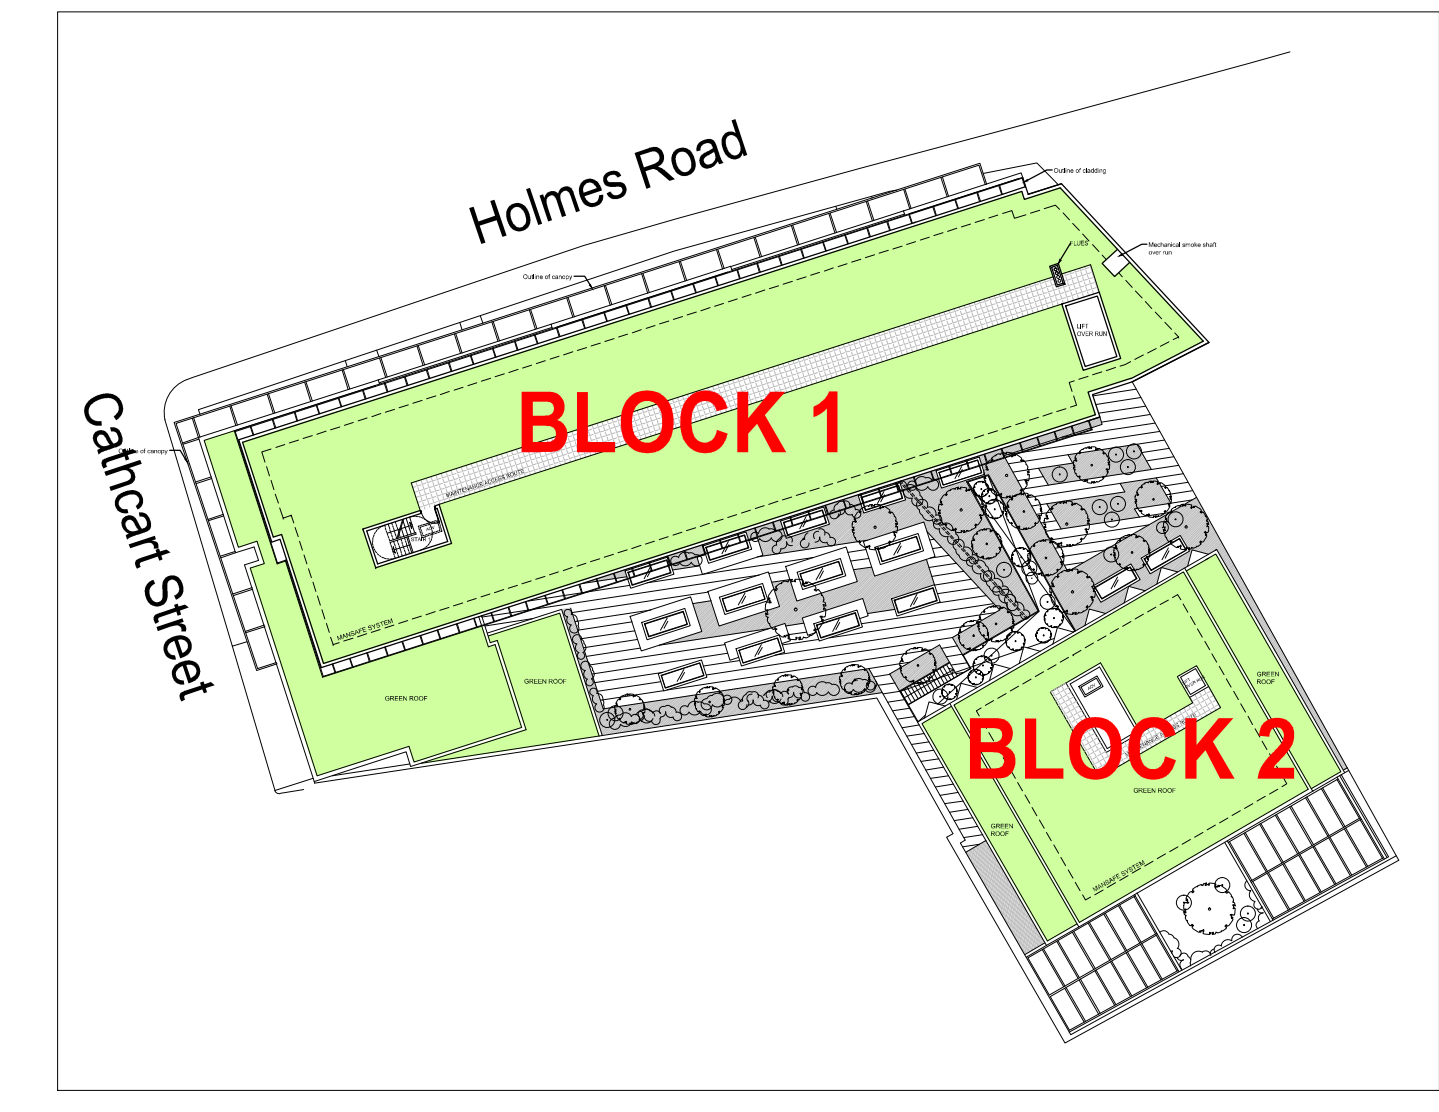 Holmes Road
Outline of cladding
Mechanical smoke shaft
over run
FLUES
Outline of canopy
LIFT
OVER RUN
BLOCK 1
Cathcart Street
Outline of canopy
MAINTENANCE ACCESS ROUTE
AOV
STAIR
MANSAFE SYSTEM
GREEN ROOF
GREEN ROOF
GREEN
ROOF
AOV
BLOCK 2
GREEN ROOF
GREEN
ROOF
MANSAFE SYSTEM